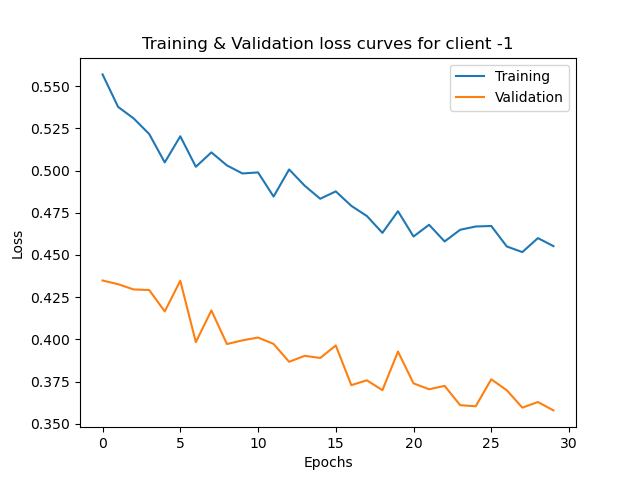 Training & Validation loss curves for client -1
Training
Validation
Loss
0.550
0.525
0.500
0.475
0.450
0.425
0.400
0.375
0.350
0 5 10 15 20 25 30
Epochs